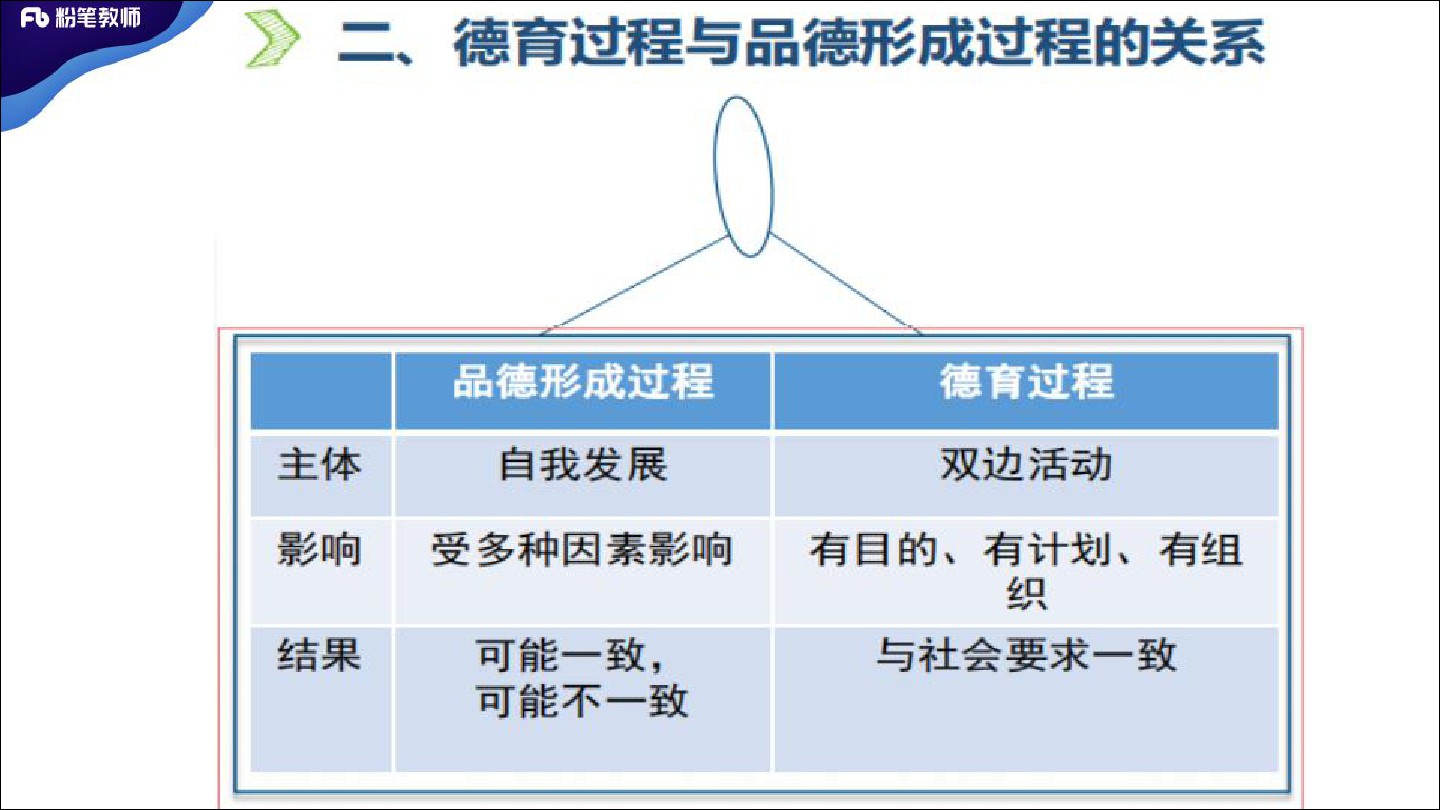 粉笔教师
二、德育过程与品德形成过程的关系
品德形成过程 德育过程
主体 自我发展 双边活动
影响 受多种因素影响 有目的、有计划、有组
织
结果 可能一致， 与社会要求一致
可能不一致